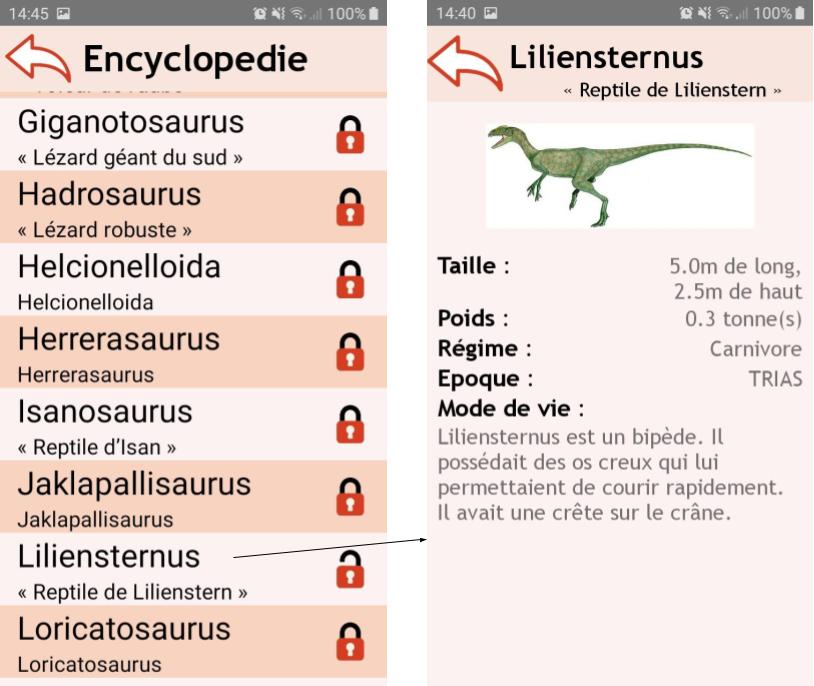 14:45
100%
Encyclopedie
Giganotosaurus
« Lézard géant du sud »
Hadrosaurus
« Lézard robuste »
Helcionelloida
Helcionelloida
Herrerasaurus
Herrerasaurus
Isanosaurus
« Reptile d’Isan »
Jaklapallisaurus
Jaklapallisaurus
Liliensternus
« Reptile de Lilienstern »
Loricatosaurus
Loricatosaurus
14:40
100%
Liliensternus
« Reptile de Lilienstern »
Taille : 5.0m de long,
2.5m de haut
Poids : 0.3 tonne(s)
Régime : Carnivore
Epoque : TRIAS
Mode de vie :
Liliensternus est un bipède. Il
possédait des os creux qui lui
permettaient de courir rapidement.
Il avait une crête sur le crâne.